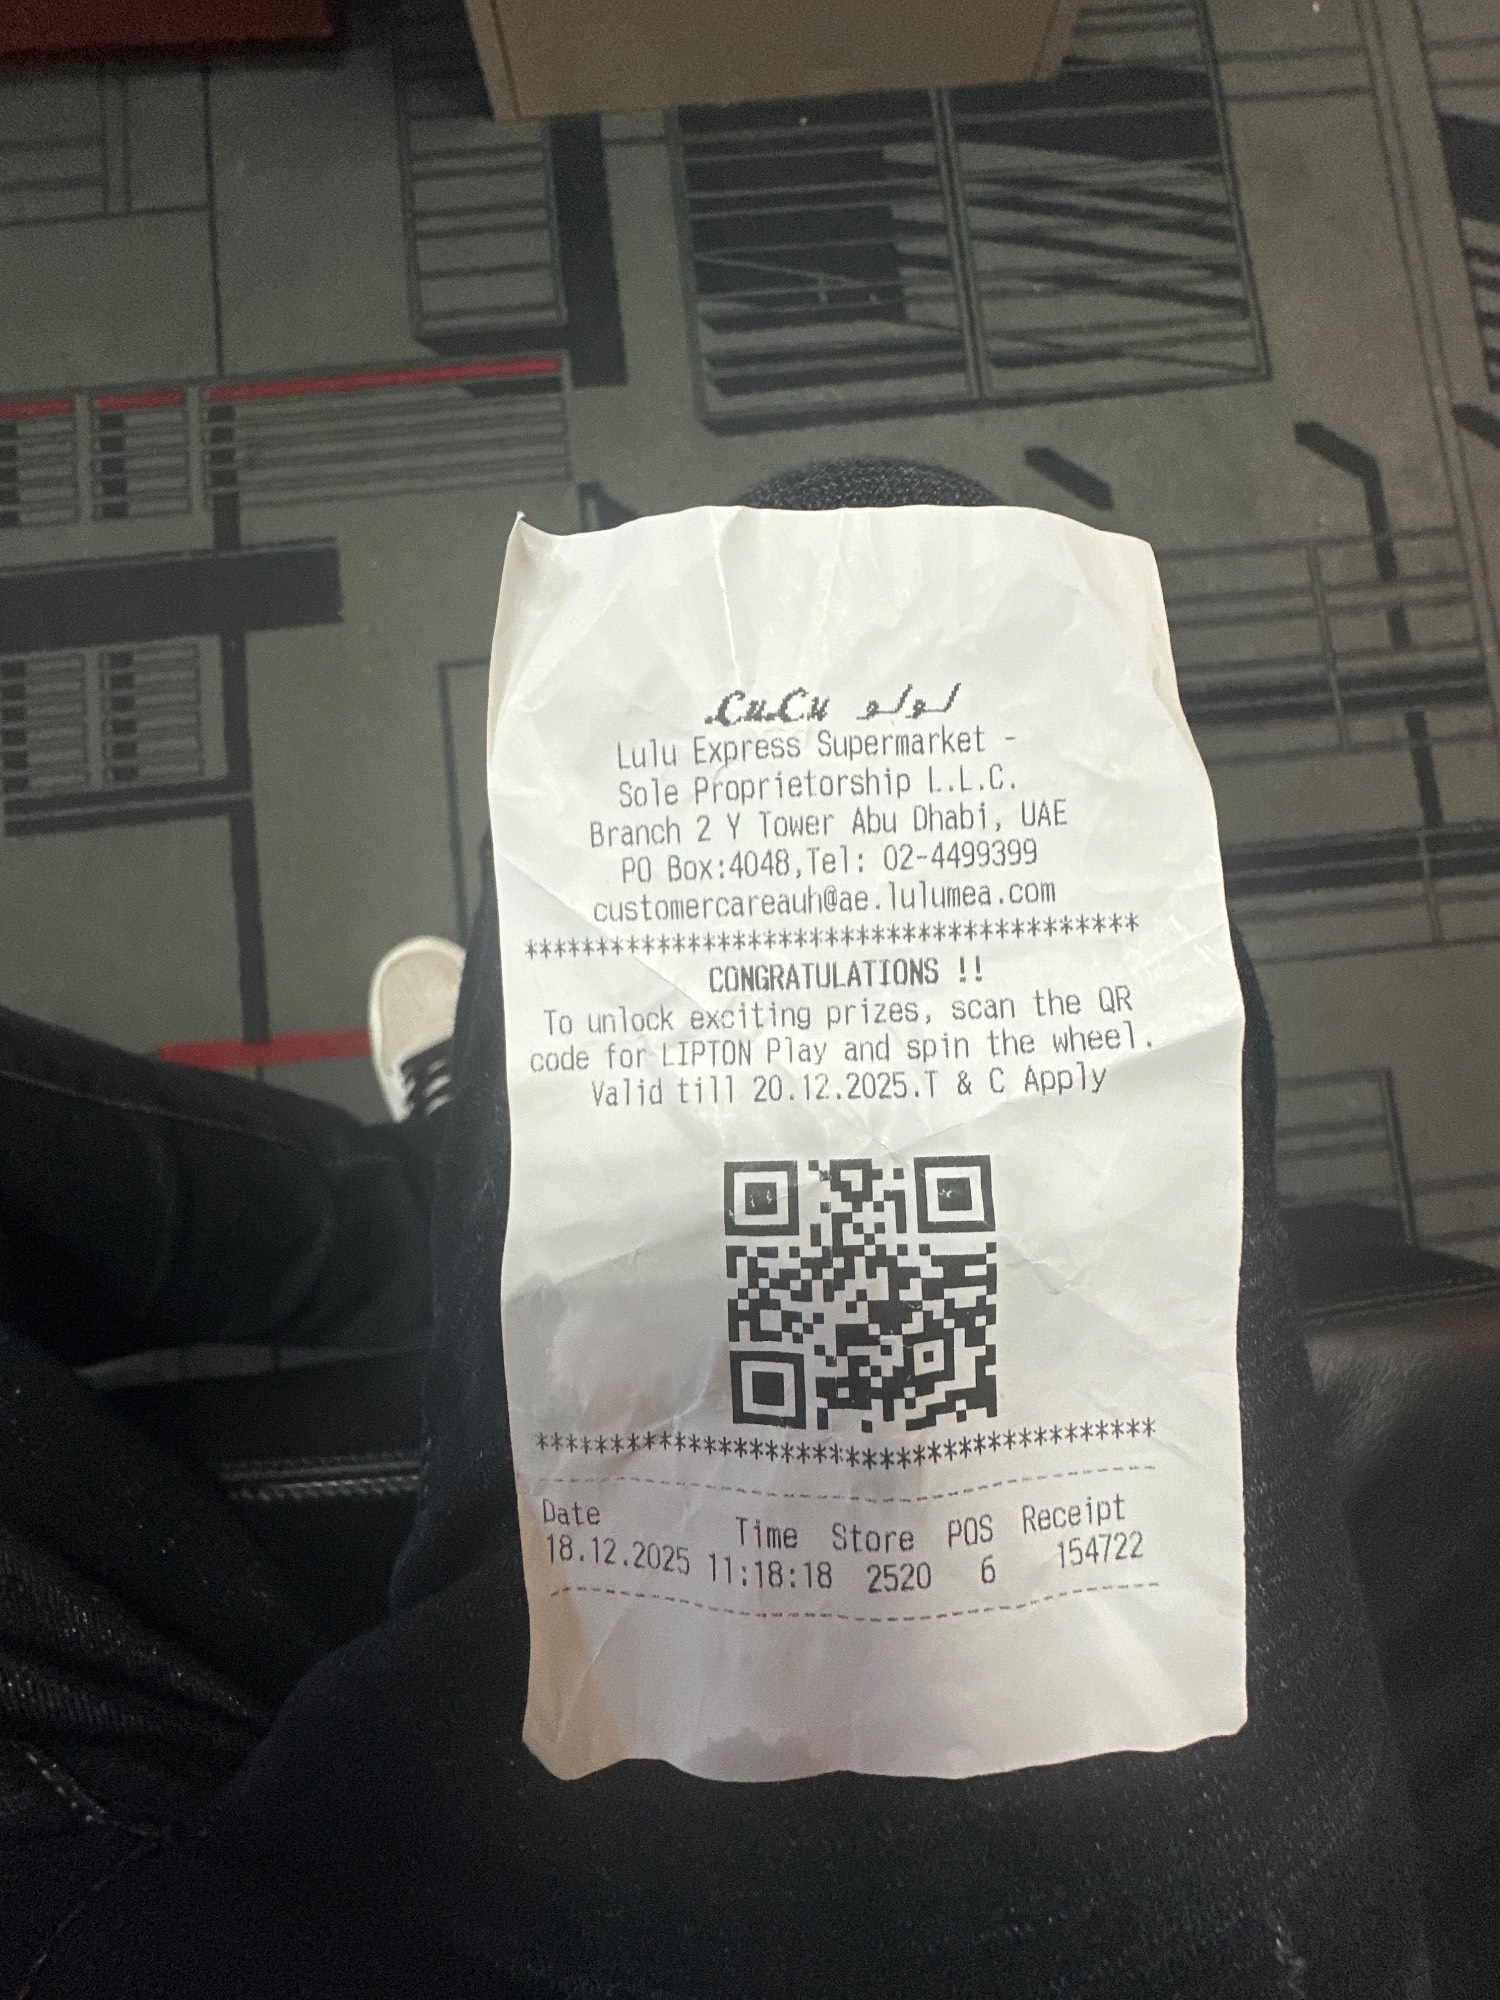 LuLu لولو
Lulu Express Supermarket -
Sole Proprietorship L.L.C.
Branch 2 Y Tower Abu Dhabi, UAE
PO Box:4048,Tel: 02-4499399
customercareauh@ae.lulumea.com
*****************************************
CONGRATULATIONS !!
To unlock exciting prizes, scan the QR
code for LIPTON Play and spin the wheel.
Valid till 20.12.2025.T & C Apply
*****************************************
Date Time Store POS Receipt
18.12.2025 11:18:18 2520 6 154722